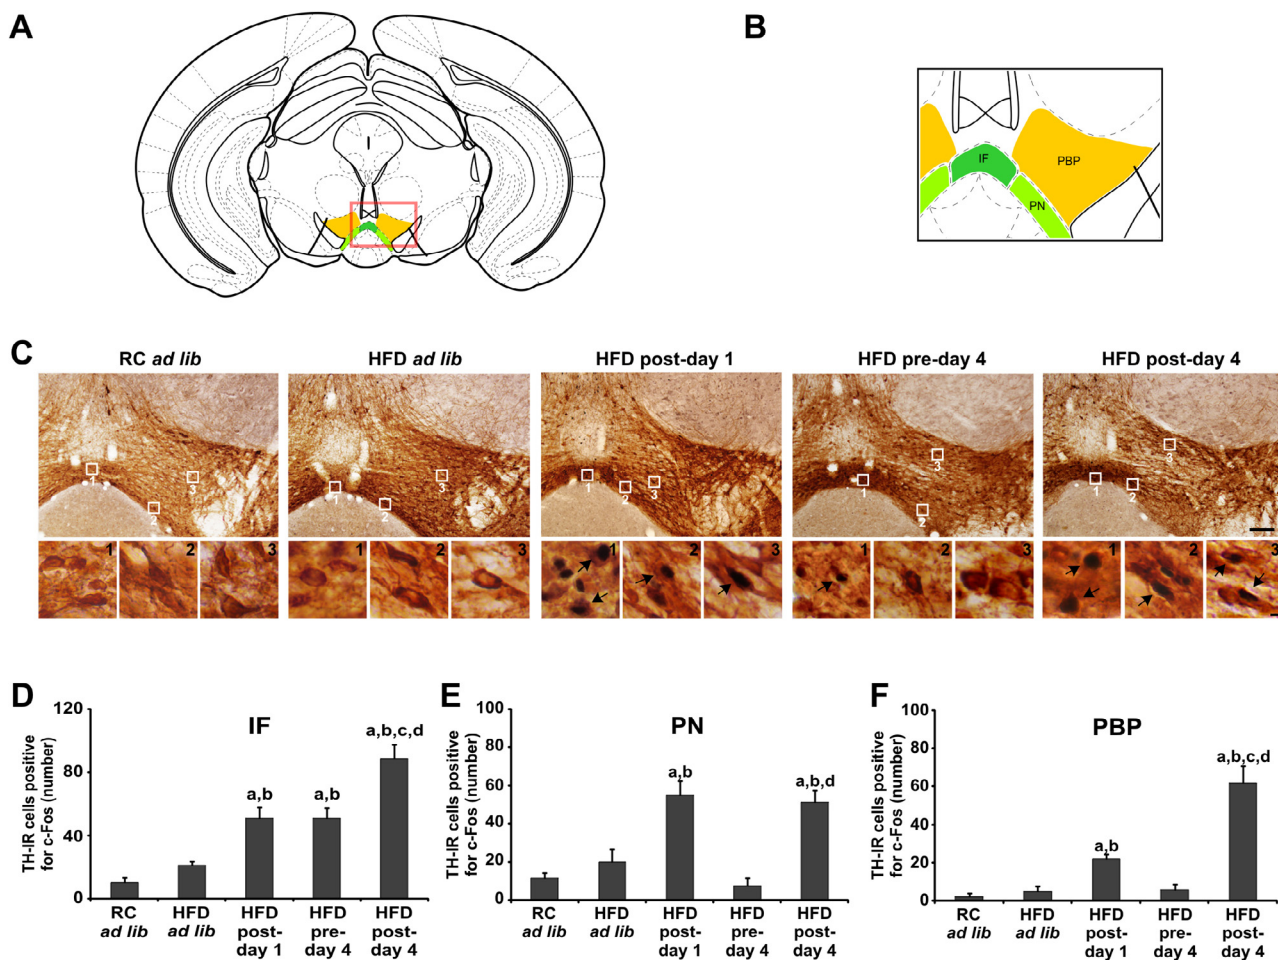 A
B
IF
PBP
PN
C
RC ad lib
HFD ad lib
HFD post-day 1
HFD pre-day 4
HFD post-day 4
1
2
3
1
2
3
1
2
3
1
2
3
1
2
3
1
2
3
1
2
3
1
2
3
1
2
3
1
2
3
D
IF
TH-IR cells positive
for c-Fos (number)
120
80
40
0
a,b
a,b
a,b,c,d
RC
ad lib
HFD
ad lib
HFD
post-
day 1
HFD
pre-
day 4
HFD
post-
day 4
E
PN
TH-IR cells positive
for c-Fos (number)
100
80
60
40
20
0
a,b
a,b,d
RC
ad lib
HFD
ad lib
HFD
post-
day 1
HFD
pre-
day 4
HFD
post-
day 4
F
PBP
TH-IR cells positive
for c-Fos (number)
100
80
60
40
20
0
a,b
a,b,c,d
RC
ad lib
HFD
ad lib
HFD
post-
day 1
HFD
pre-
day 4
HFD
post-
day 4